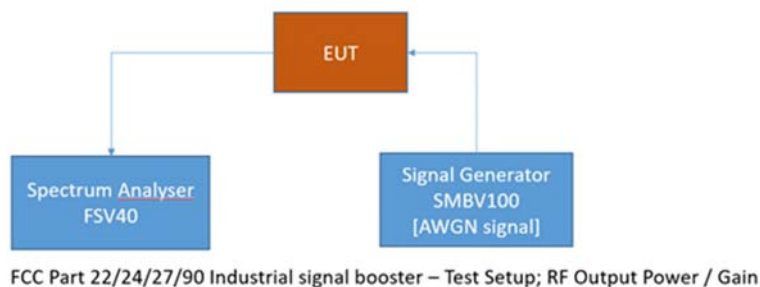 EUT
Spectrum Analyser
FSV40
Signal Generator
SMBV100
[AWGN signal]
FCC Part 22/24/27/90 Industrial signal booster – Test Setup; RF Output Power / Gain